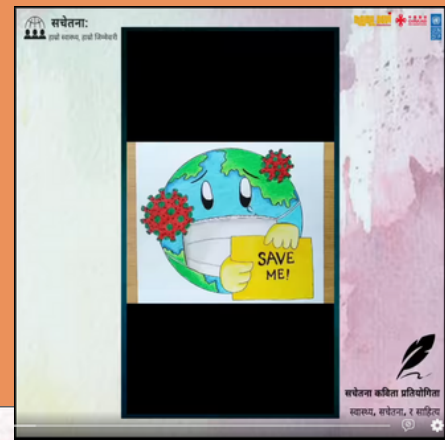 सचेतना:
हाम्रो स्वास्थ्य, हाम्रो जिम्मेवारी
SAVE
ME!
सचेतना कविता प्रतियोगिता
स्वास्थ्य, सचेतना, र साहित्य